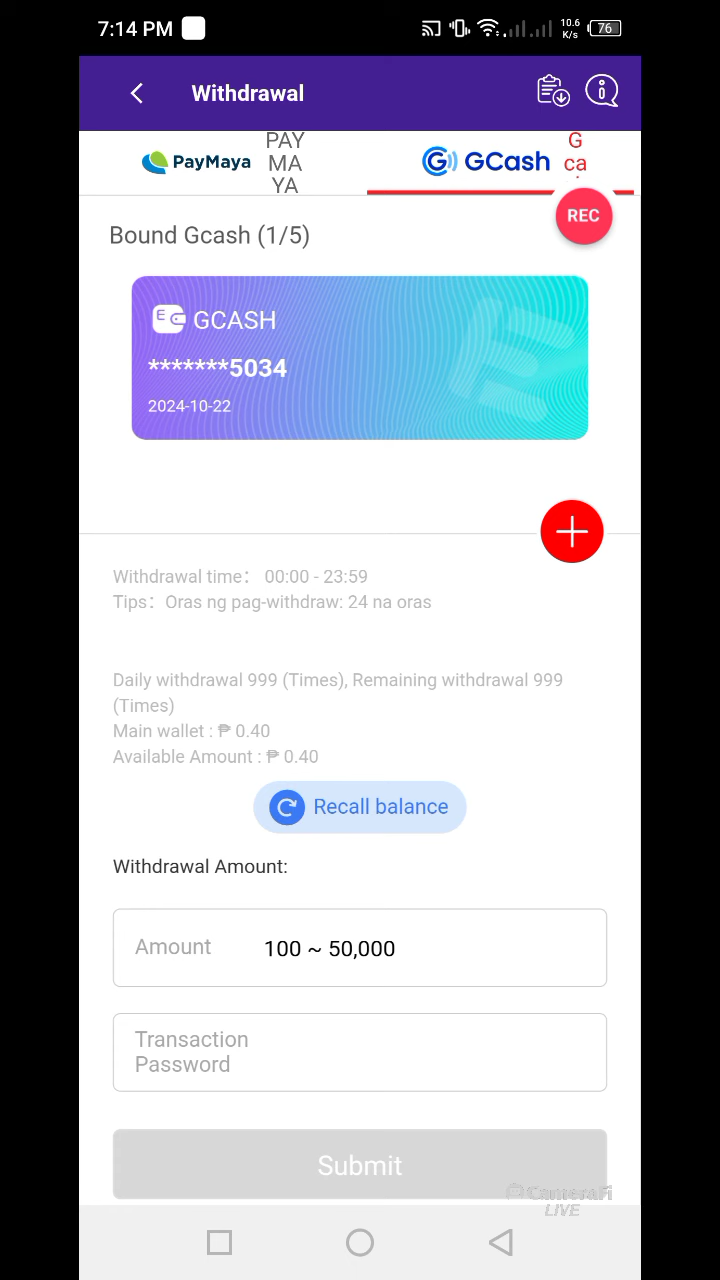 7:14 PM
10.6
K/s
76
Withdrawal
PayMaya
PAY
MA
YA
GCash
G
ca
REC
Bound Gcash (1/5)
E
GCASH
*******5034
2024-10-22
Withdrawal time： 00:00 - 23:59
Tips： Oras ng pag-withdraw: 24 na oras
Daily withdrawal 999 (Times), Remaining withdrawal 999
(Times)
Main wallet : ₱ 0.40
Available Amount : ₱ 0.40
Recall balance
Withdrawal Amount:
Amount 100 ~ 50,000
Transaction
Password
Submit
CameraFi
LIVE